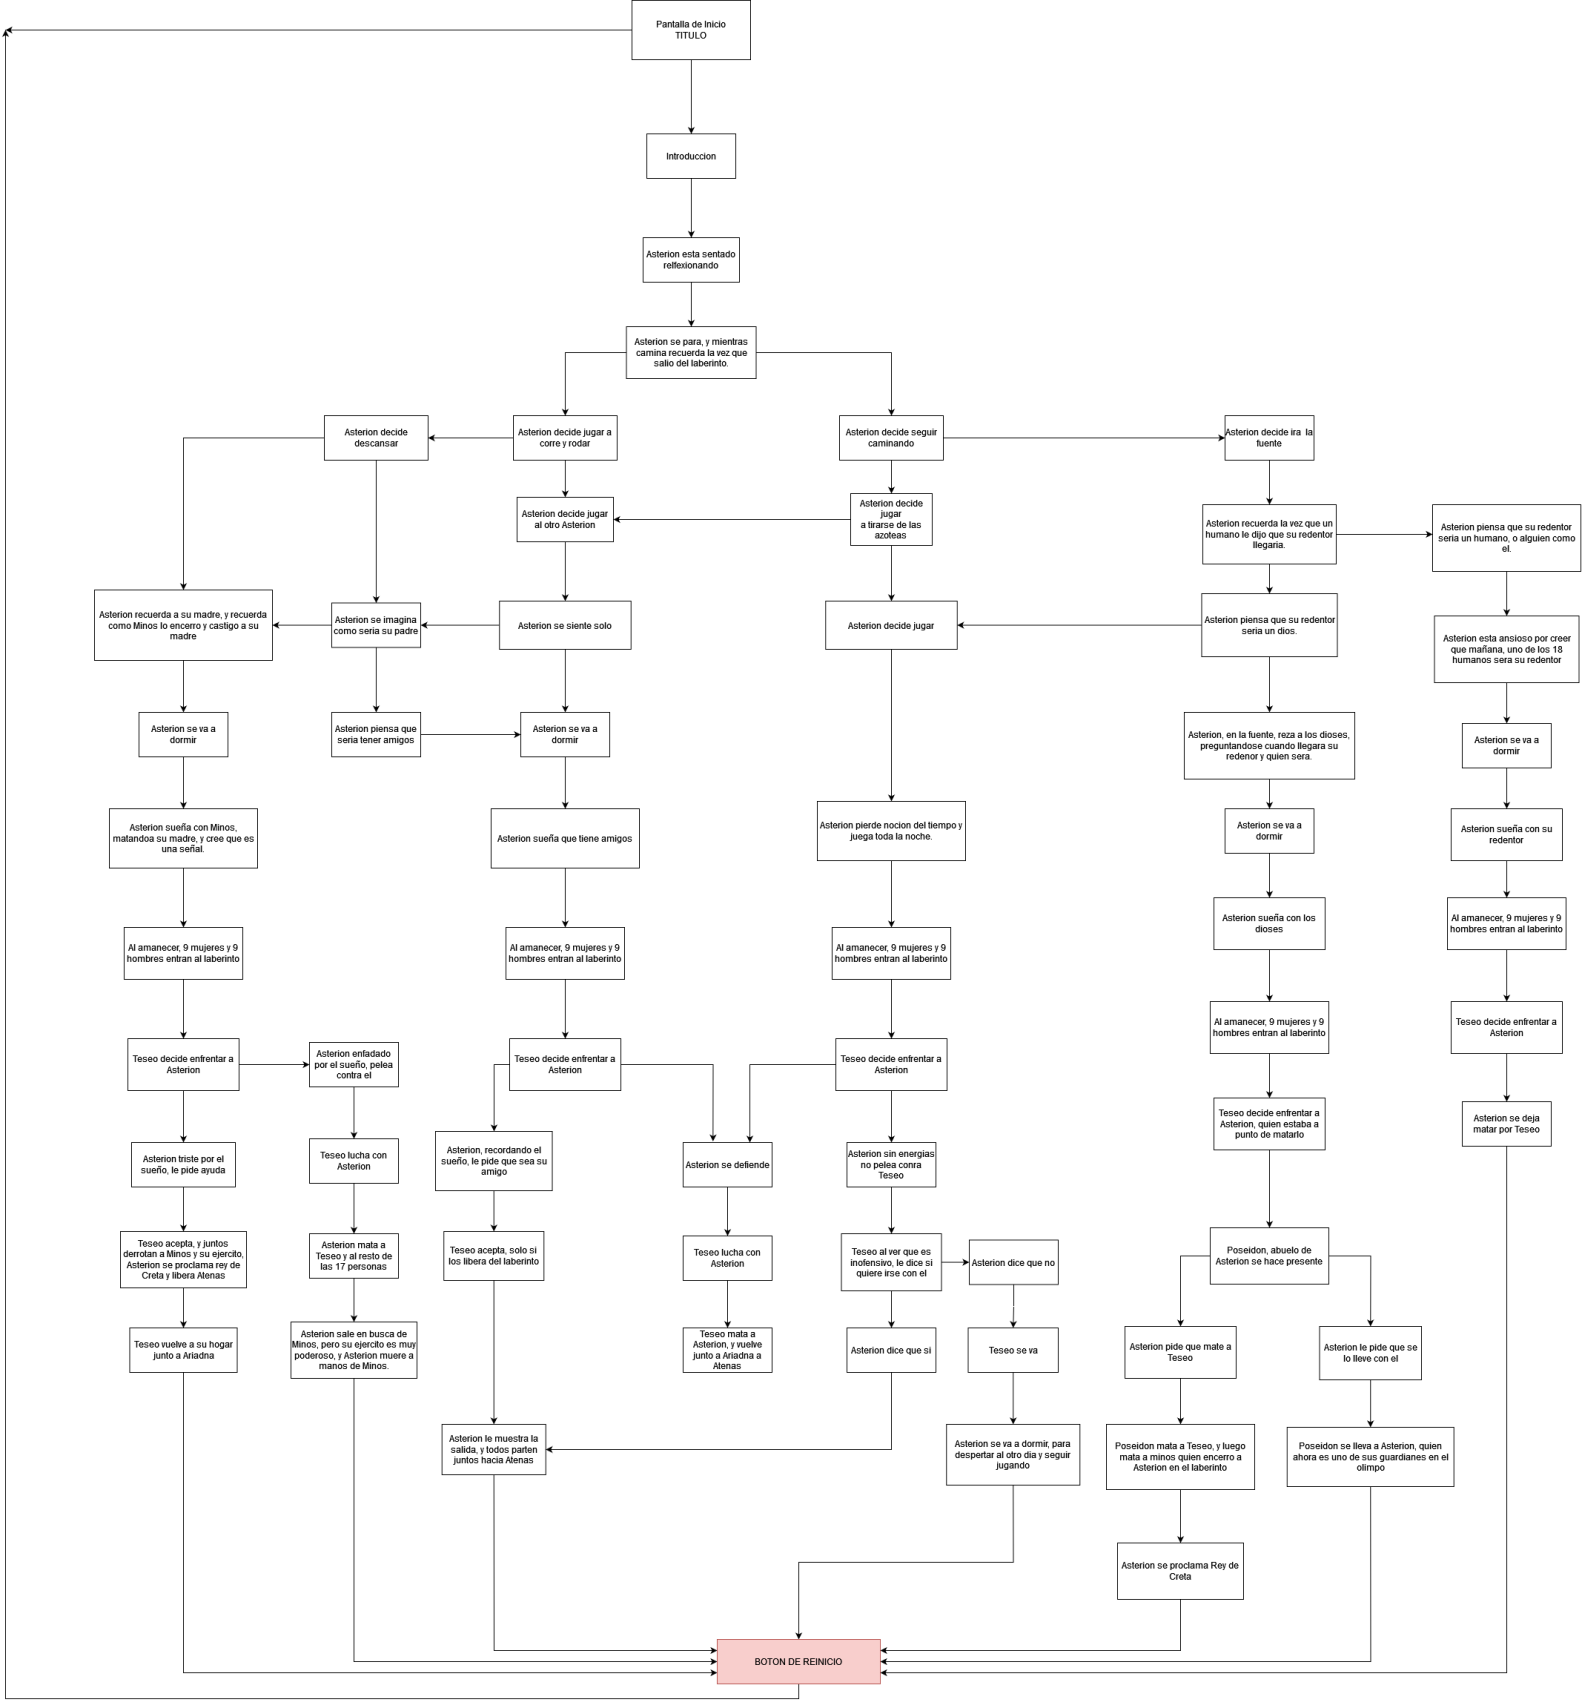 Pantalla de Inicio
TITULO
Introduccion
Asterion esta sentado
relfexionando
Asterion se para, y mientras
camina recuerda la vez que
salio del laberinto.
Asterion decide
descansar
Asterion decide jugar a
corre y rodar
Asterion decide seguir
caminando
Asterion decide ira  la
fuente
Asterion decide jugar
al otro Asterion
Asterion decide
jugar
a tirarse de las
azoteas
Asterion recuerda la vez que un
humano le dijo que su redentor
llegaria.
Asterion piensa que su redentor
seria un humano, o alguien como
el.
Asterion recuerda a su madre, y recuerda
como Minos lo encerro y castigo a su
madre
Asterion se imagina
como seria su padre
Asterion se siente solo
Asterion decide jugar
Asterion piensa que su redentor
seria un dios.
Asterion esta ansioso por creer
que mañana, uno de los 18
humanos sera su redentor
Asterion se va a
dormir
Asterion piensa que
seria tener amigos
Asterion se va a
dormir
Asterion, en la fuente, reza a los dioses,
preguntandose cuando llegara su
redenor y quien sera.
Asterion se va a
dormir
Asterion sueña con Minos,
matandoa su madre, y cree que es
una señal.
Asterion sueña que tiene amigos
Asterion pierde nocion del tiempo y
juega toda la noche.
Asterion se va a
dormir
Asterion sueña con su
redentor
Al amanecer, 9 mujeres y 9
hombres entran al laberinto
Al amanecer, 9 mujeres y 9
hombres entran al laberinto
Al amanecer, 9 mujeres y 9
hombres entran al laberinto
Asterion sueña con los
dioses
Al amanecer, 9 mujeres y 9
hombres entran al laberinto
Teseo decide enfrentar a
Asterion
Asterion enfadado
por el sueño, pelea
contra el
Teseo decide enfrentar a
Asterion
Teseo decide enfrentar a
Asterion
Al amanecer, 9 mujeres y 9
hombres entran al laberinto
Teseo decide enfrentar a
Asterion
Asterion triste por el
sueño, le pide ayuda
Teseo lucha con
Asterion
Asterion, recordando el
sueño, le pide que sea su
amigo
Asterion se defiende
Asterion sin energias
no pelea conra
Teseo
Teseo decide enfrentar a
Asterion, quien estaba a
punto de matarlo
Asterion se deja
matar por Teseo
Teseo acepta, y juntos
derrotan a Minos y su ejercito,
Asterion se proclama rey de
Creta y libera Atenas
Asterion mata a
Teseo y al resto de
las 17 personas
Teseo acepta, solo si
los libera del laberinto
Teseo lucha con
Asterion
Teseo al ver que es
inofensivo, le dice si
quiere irse con el
Asterion dice que no
Poseidon, abuelo de
Asterion se hace presente
Teseo vuelve a su hogar
junto a Ariadna
Asterion sale en busca de
Minos, pero su ejercito es muy
poderoso, y Asterion muere a
manos de Minos.
Teseo mata a
Asterion, y vuelve
junto a Ariadna a
Atenas
Asterion dice que si
Teseo se va
Asterion pide que mate a
Teseo
Asterion le pide que se
lo lleve con el
Asterion le muestra la
salida, y todos parten
juntos hacia Atenas
Asterion se va a dormir, para
despertar al otro dia y seguir
jugando
Poseidon mata a Teseo, y luego
mata a minos quien encerro a
Asterion en el laberinto
Poseidon se lleva a Asterion, quien
ahora es uno de sus guardianes en el
olimpo
Asterion se proclama Rey de
Creta
BOTON DE REINICIO